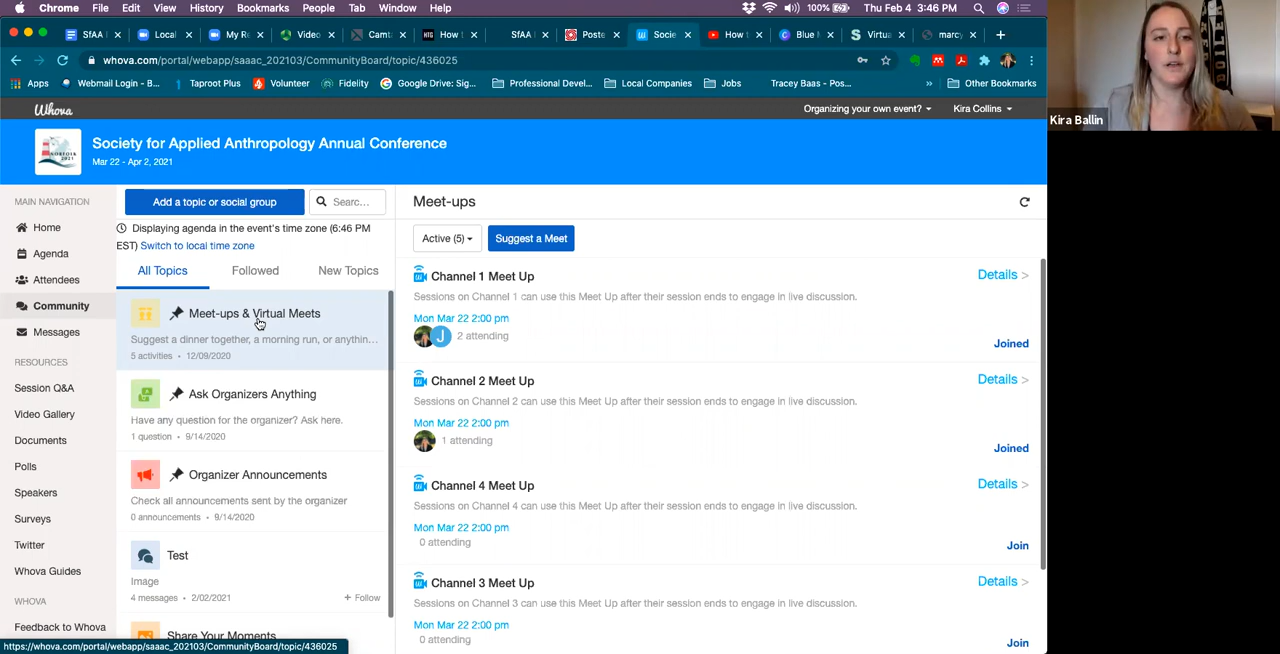 Chrome File Edit View History Bookmarks People Tab Window Help 100% Thu Feb 4 3:46 PM
SfAA Local My Re Video Camta How t SfAA Poste Socie How t Blue M Virtua marcy
whova.com/portal/webapp/saaac_202103/CommunityBoard/topic/436025
Apps Webmail Login - B... Taproot Plus Volunteer Fidelity Google Drive: Sig... Professional Devel... Local Companies Jobs Tracey Baas - Pos... » Other Bookmarks
Whova Organizing your own event? Kira Collins
Society for Applied Anthropology Annual Conference
Mar 22 - Apr 2, 2021
NORFOLK
2021
Kira Ballin
MAIN NAVIGATION
Home
Agenda
Attendees
Community
Messages
RESOURCES
Session Q&A
Video Gallery
Documents
Polls
Speakers
Surveys
Twitter
Whova Guides
WHOVA
Feedback to Whova
Add a topic or social group Search...
Displaying agenda in the event's time zone (6:46 PM
EST) Switch to local time zone
All Topics Followed New Topics
Meet-ups & Virtual Meets
Suggest a dinner together, a morning run, or anythin...
5 activities • 12/09/2020
Ask Organizers Anything
Have any question for the organizer? Ask here.
1 question • 9/14/2020
Organizer Announcements
Check all announcements sent by the organizer
0 announcements • 9/14/2020
Test
Image
4 messages • 2/02/2021 + Follow
Share Your Moments
Meet-ups
Active (5) Suggest a Meet
Channel 1 Meet Up Details >
Sessions on Channel 1 can use this Meet Up after their session ends to engage in live discussion.
Mon Mar 22 2:00 pm
J 2 attending
Joined
Channel 2 Meet Up Details >
Sessions on Channel 2 can use this Meet Up after their session ends to engage in live discussion.
Mon Mar 22 2:00 pm
1 attending
Joined
Channel 4 Meet Up Details >
Sessions on Channel 4 can use this Meet Up after their session ends to engage in live discussion.
Mon Mar 22 2:00 pm
0 attending
Join
Channel 3 Meet Up Details >
Sessions on Channel 3 can use this Meet Up after their session ends to engage in live discussion.
Mon Mar 22 2:00 pm
0 attending
Join
https://whova.com/portal/webapp/saaac_202103/CommunityBoard/topic/436025